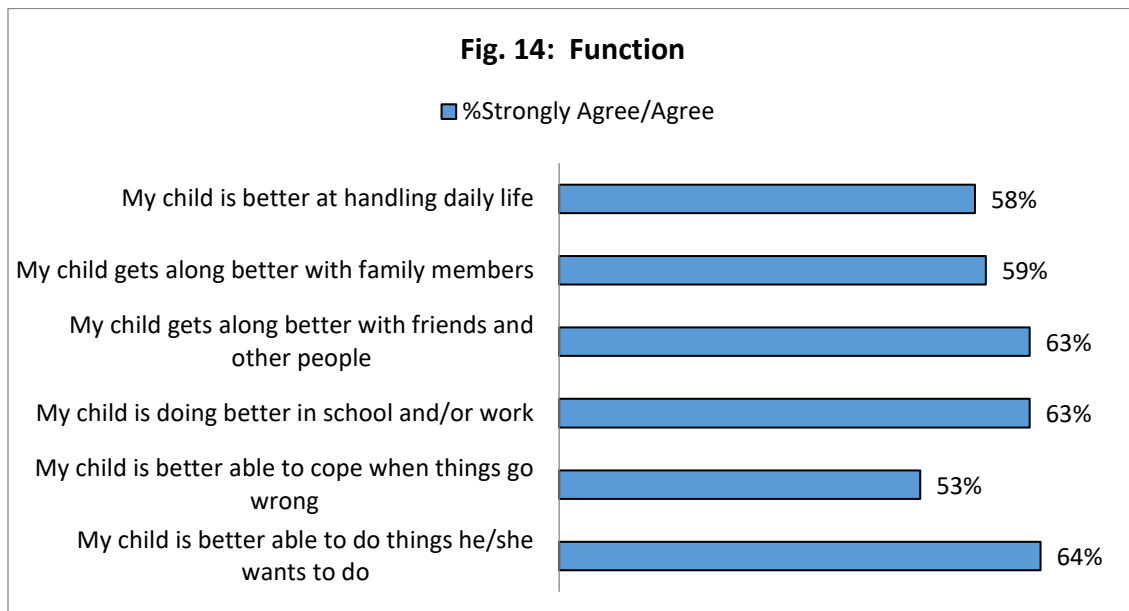 Fig. 14:  Function
%Strongly Agree/Agree
My child is better at handling daily life
58%
My child gets along better with family members
59%
My child gets along better with friends and
other people
63%
My child is doing better in school and/or work
63%
My child is better able to cope when things go
wrong
53%
My child is better able to do things he/she
wants to do
64%